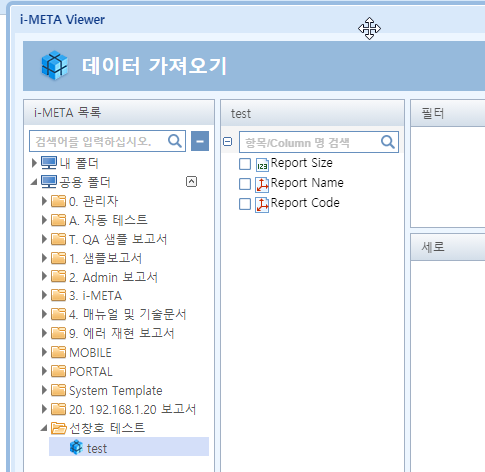 i-META Viewer
데이터 가져오기
i-META 목록
검색어를 입력하십시오.
내 폴더
공용 폴더
0. 관리자
A. 자동 테스트
T. QA 샘플 보고서
1. 샘플보고서
2. Admin 보고서
3. i-META
4. 매뉴얼 및 기술문서
9. 에러 재현 보고서
MOBILE
PORTAL
System Template
20. 192.168.1.20 보고서
선창호 테스트
test
test
항목/Column 명 검색
123 Report Size
Report Name
Report Code
필터
세로